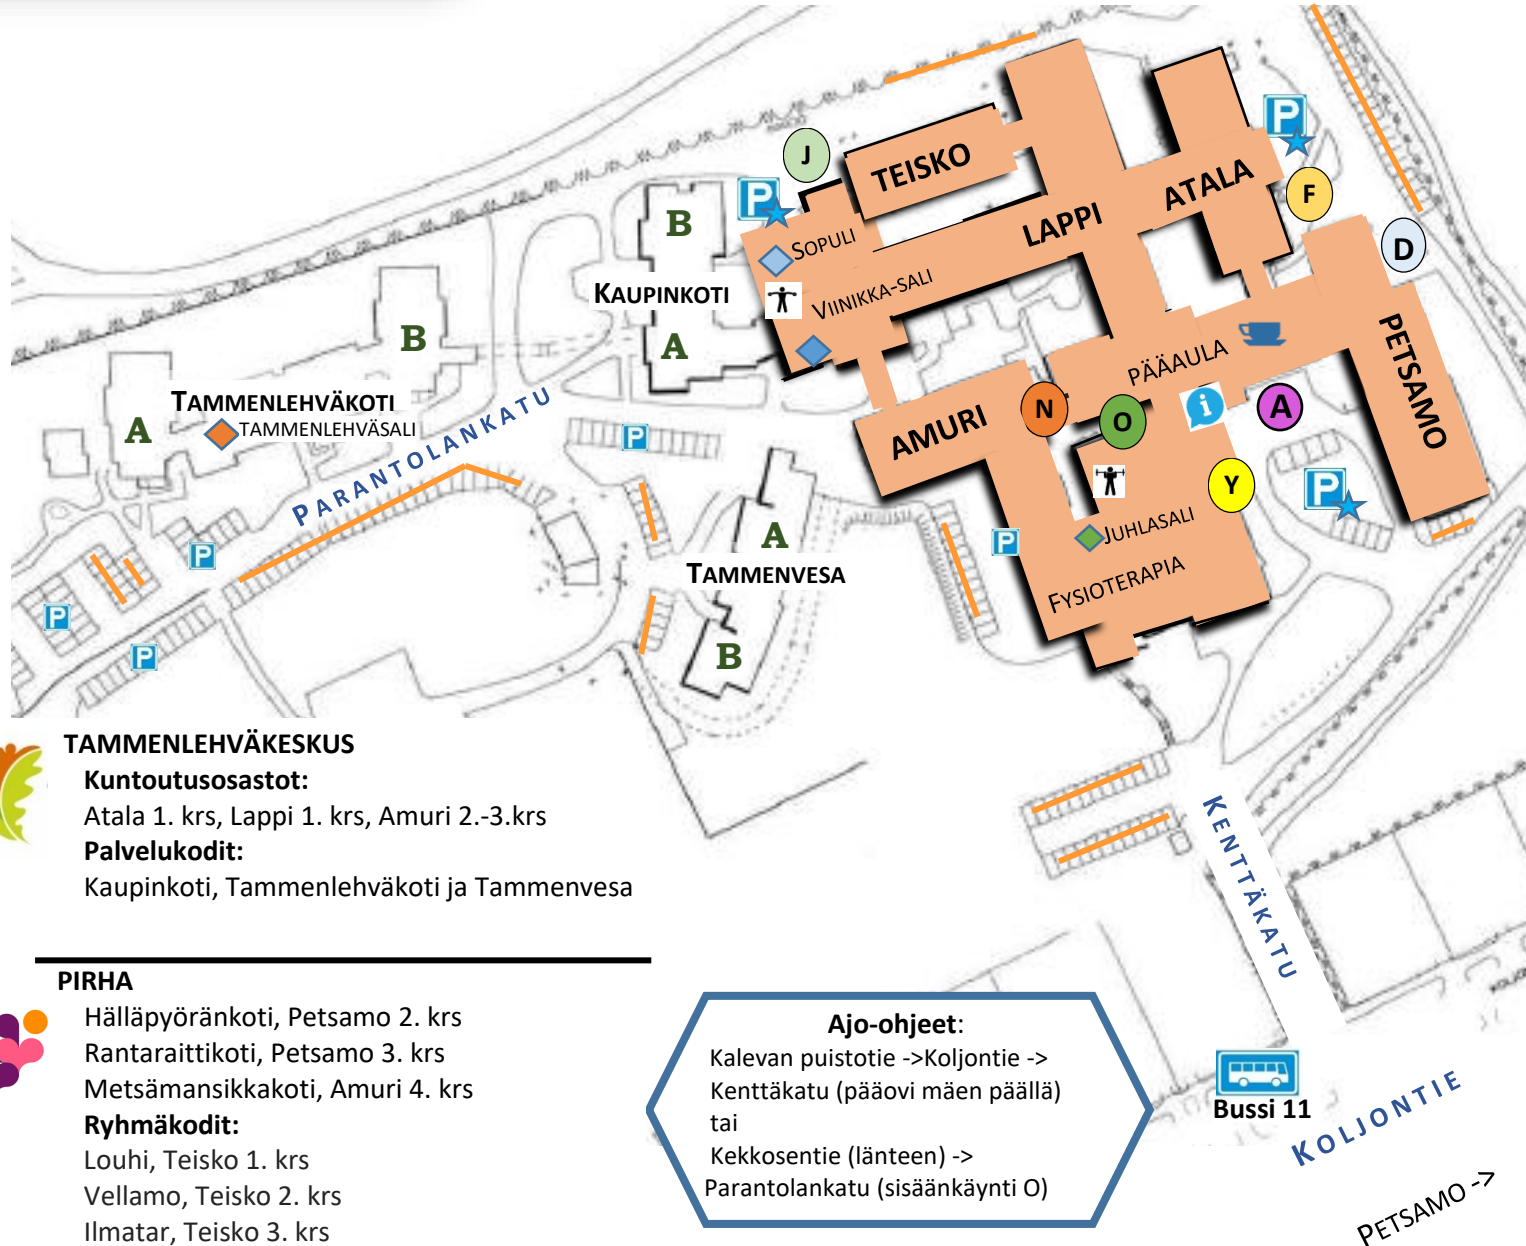 J
TEISKO
P
ATALA
F
P
B
SOPULI
LAPPI
D
KAUPINKOTI
VIINIKKA-SALI
A
B
PÄÄAULA
PETSAMO
TAMMENLEHVÄKOTI
TAMMENLEHVÄSALI
A
PARANTOLANKATU
P
AMURI
N
O
i
A
Y
P
A
TAMMENVESA
B
P
JUHLASALI
FYSIOTERAPIA
P
P
P
TAMMENLEHVÄKESKUS
Kuntoutusosastot:
Atala 1. krs, Lappi 1. krs, Amuri 2.-3.krs
Palvelukodit:
Kaupinkoti, Tammenlehväkoti ja Tammenvesa
KENTTÄKATU
PIRHA
Hälläpyöränkoti, Petsamo 2. krs
Rantaraittikoti, Petsamo 3. krs
Metsämansikkakoti, Amuri 4. krs
Ryhmäkodit:
Louhi, Teisko 1. krs
Vellamo, Teisko 2. krs
Ilmatar, Teisko 3. krs
Ajo-ohjeet:
Kalevan puistotie ->Koljontie ->
Kenttäkatu (pääovi mäen päällä)
tai
Kekkosentie (länteen) ->
Parantolankatu (sisäänkäynti O)
Bussi 11
KOLJONTIE
PETSAMO ->